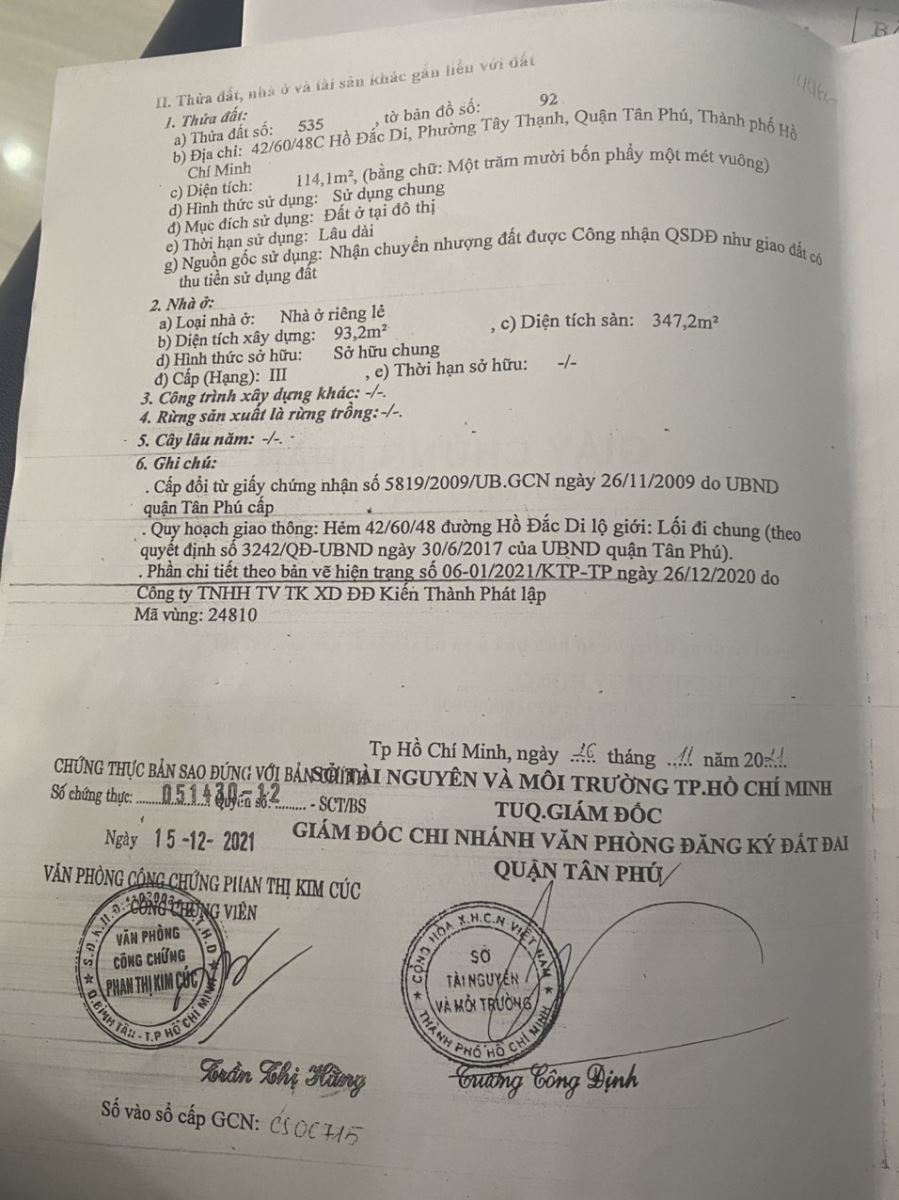 II. Thửa đất, nhà ở và tài sản khác gắn liền với đất
1. Thửa đất:
a) Thửa đất số: 535 , tờ bản đồ số: 92
b) Địa chỉ: 42/60/48C Hồ Đắc Di, Phường Tây Thạnh, Quận Tân Phú, Thành phố Hồ
Chí Minh
c) Diện tích: 114,1m², (bằng chữ: Một trăm mười bốn phẩy một mét vuông)
d) Hình thức sử dụng: Sử dụng chung
đ) Mục đích sử dụng: Đất ở tại đô thị
e) Thời hạn sử dụng: Lâu dài
g) Nguồn gốc sử dụng: Nhận chuyển nhượng đất được Công nhận QSDĐ như giao đất có
thu tiền sử dụng đất
2. Nhà ở:
a) Loại nhà ở: Nhà ở riêng lẻ
b) Diện tích xây dựng: 93,2m² , c) Diện tích sàn: 347,2m²
d) Hình thức sở hữu: Sở hữu chung
đ) Cấp (Hạng): III , e) Thời hạn sở hữu: -/-
3. Công trình xây dựng khác: -/-.
4. Rừng sản xuất là rừng trồng:-/-.
5. Cây lâu năm: -/-.
6. Ghi chú:
. Cấp đổi từ giấy chứng nhận số 5819/2009/UB.GCN ngày 26/11/2009 do UBND
quận Tân Phú cấp
. Quy hoạch giao thông: Hẻm 42/60/48 đường Hồ Đắc Di lộ giới: Lối đi chung (theo
quyết định số 3242/QĐ-UBND ngày 30/6/2017 của UBND quận Tân Phú).
. Phần chi tiết theo bản vẽ hiện trạng số 06-01/2021/KTP-TP ngày 26/12/2020 do
Công ty TNHH TV TK XD ĐĐ Kiến Thành Phát lập
Mã vùng: 24810
Tp Hồ Chí Minh, ngày tháng 11 năm 20
CHỨNG THỰC BẢN SAO ĐÚNG VỚI BẢN
SỞ TÀI NGUYÊN VÀ MÔI TRƯỜNG TP.HỒ CHÍ MINH
Số chứng thực: Quyển số: - SCT/BS
TUQ.GIÁM ĐỐC
Ngày 15-12-2021
GIÁM ĐỐC CHI NHÁNH VĂN PHÒNG ĐĂNG KÝ ĐẤT ĐAI
QUẬN TÂN PHÚ
VĂN PHÒNG CÔNG CHỨNG PHAN THỊ KIM CÚC
CÔNG CHỨNG VIÊN
VĂN PHÒNG
CÔNG CHỨNG
PHAN THỊ KIM CÚC
Q.BÌNH TÂN - T.P HỒ CHÍ MINH
CỘNG HÒA X.H.C.N VIỆT NAM
SỞ
TÀI NGUYÊN
VÀ MÔI TRƯỜNG
THÀNH PHỐ HỒ CHÍ MINH
Trần Thị Hằng
Trương Công Định
Số vào sổ cấp GCN: